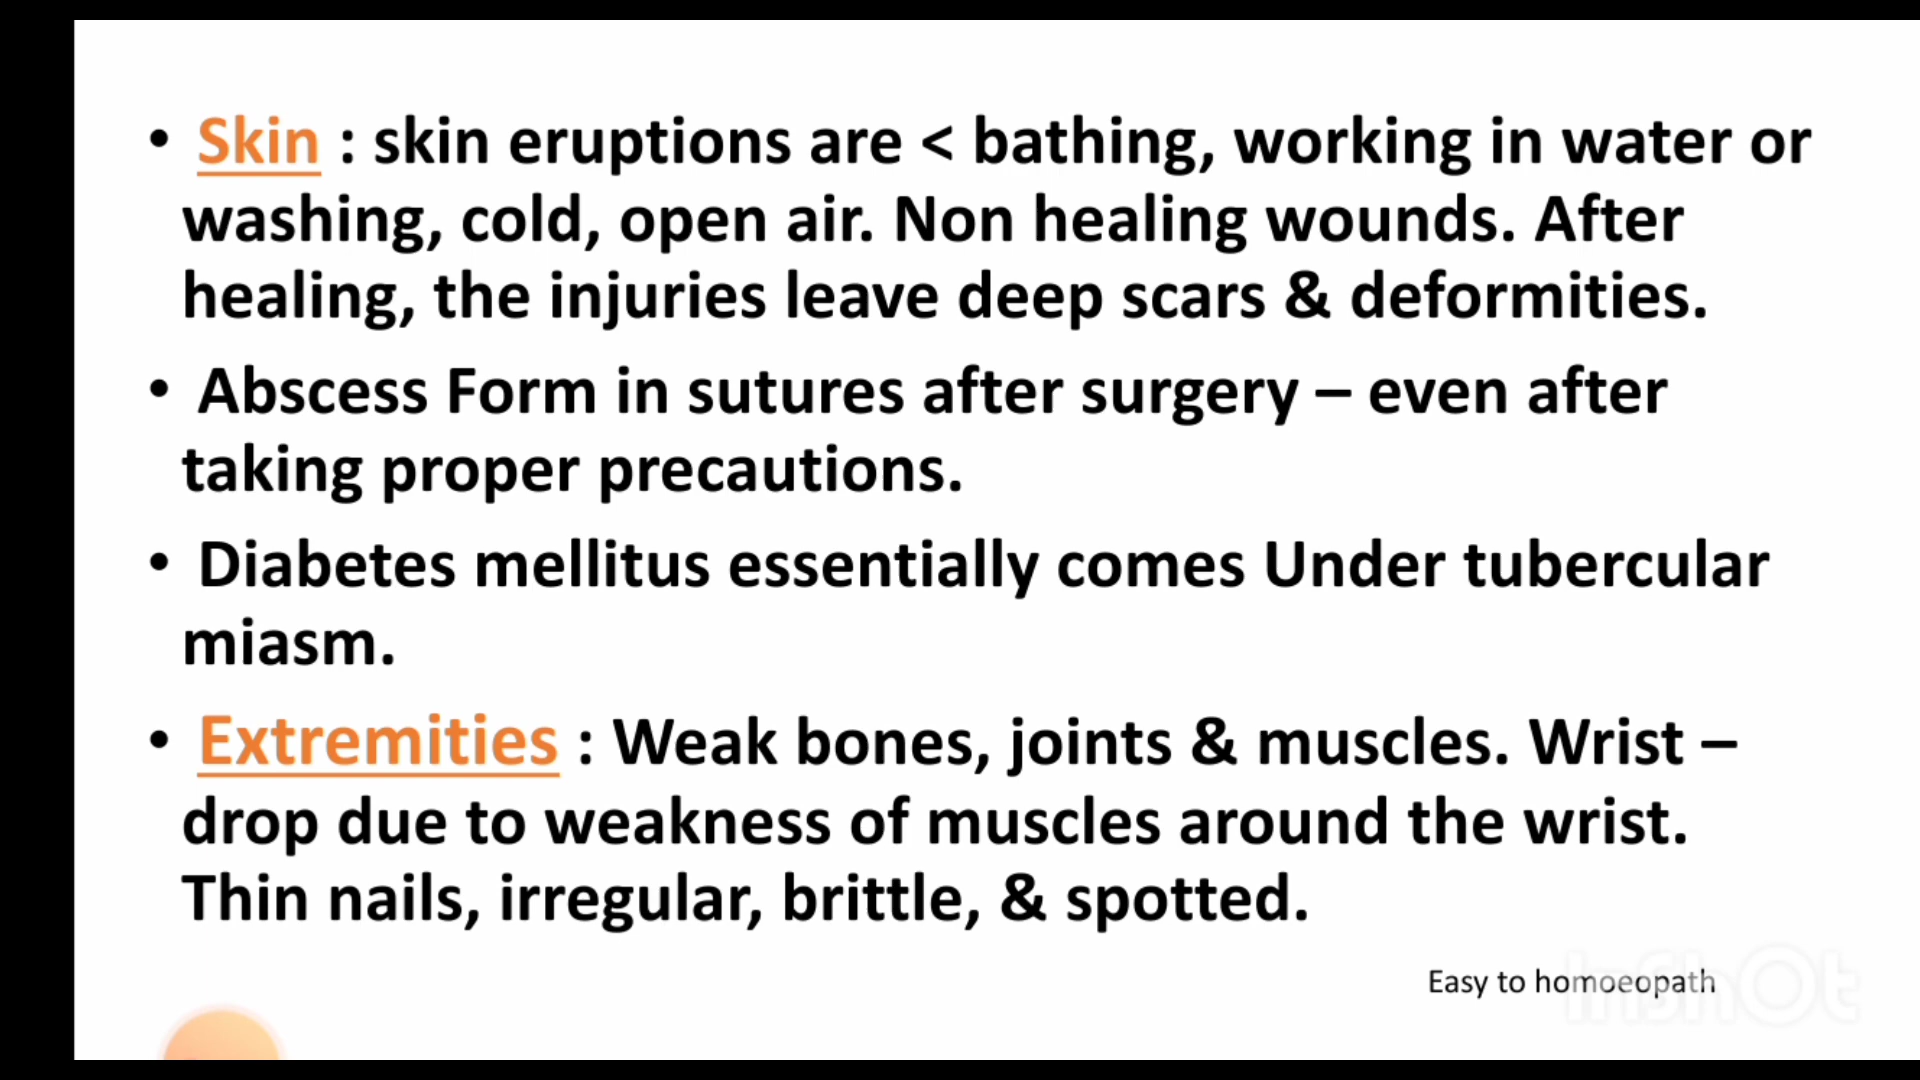 • Skin : skin eruptions are < bathing, working in water or
washing, cold, open air. Non healing wounds. After
healing, the injuries leave deep scars & deformities.
• Abscess Form in sutures after surgery – even after
taking proper precautions.
• Diabetes mellitus essentially comes Under tubercular
miasm.
• Extremities : Weak bones, joints & muscles. Wrist –
drop due to weakness of muscles around the wrist.
Thin nails, irregular, brittle, & spotted.
Easy to homoeopath
InShOt